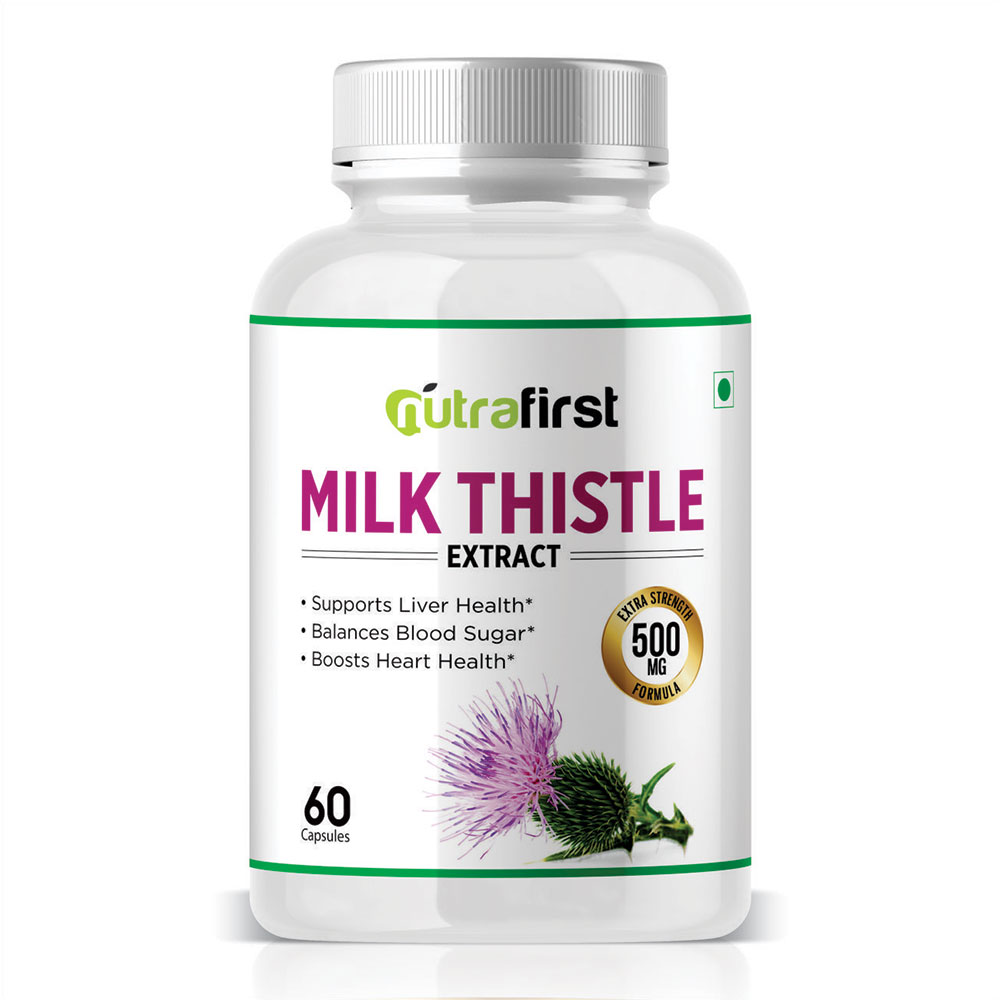 nutrafirst
MILK THISTLE
EXTRACT
• Supports Liver Health*
• Balances Blood Sugar*
• Boosts Heart Health*
EXTRA STRENGTH
500
MG
FORMULA
60
Capsules